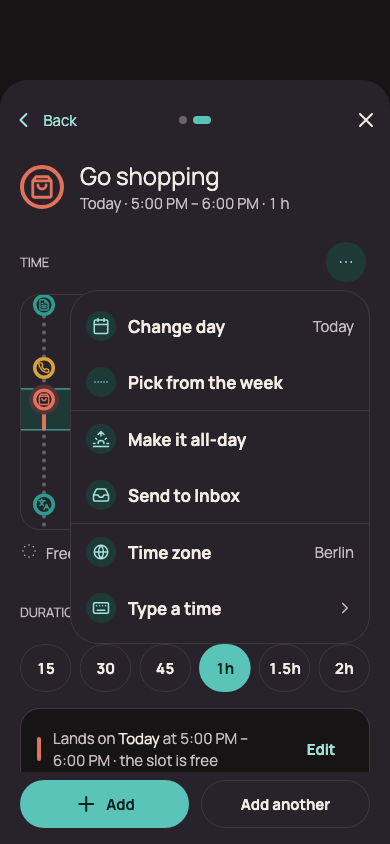 Back
Go shopping
Today · 5:00 PM – 6:00 PM · 1 h
TIME
Change day Today
Pick from the week
Make it all-day
Send to Inbox
Time zone Berlin
Type a time
15 30 45 1h 1.5h 2h
Lands on Today at 5:00 PM –
6:00 PM · the slot is free
Edit
Add Add another